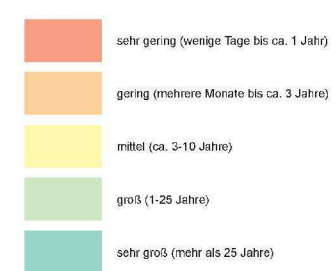 sehr gering (wenige Tage bis ca. 1 Jahr)
gering (mehrere Monate bis ca. 3 Jahre)
mittel (ca. 3-10 Jahre)
groß (1-25 Jahre)
sehr groß (mehr als 25 Jahre)